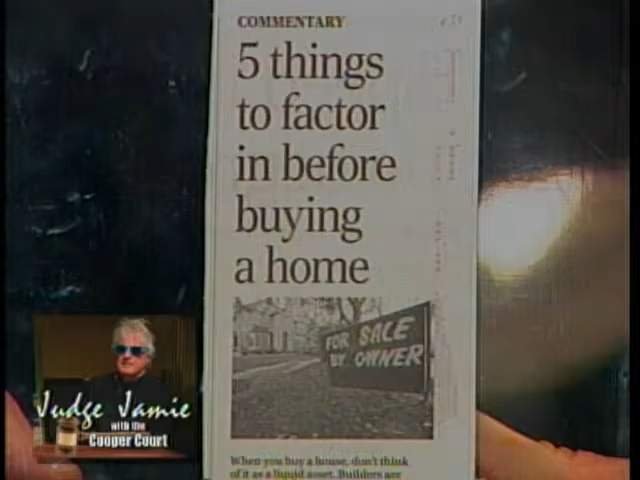 COMMENTARY
5 things
to factor
in before
buying
a home
FOR SALE
BY OWNER
When you buy a house, don't think
of it as a liquid asset. Builders are
Judge Jamie
with the
Cooper Court